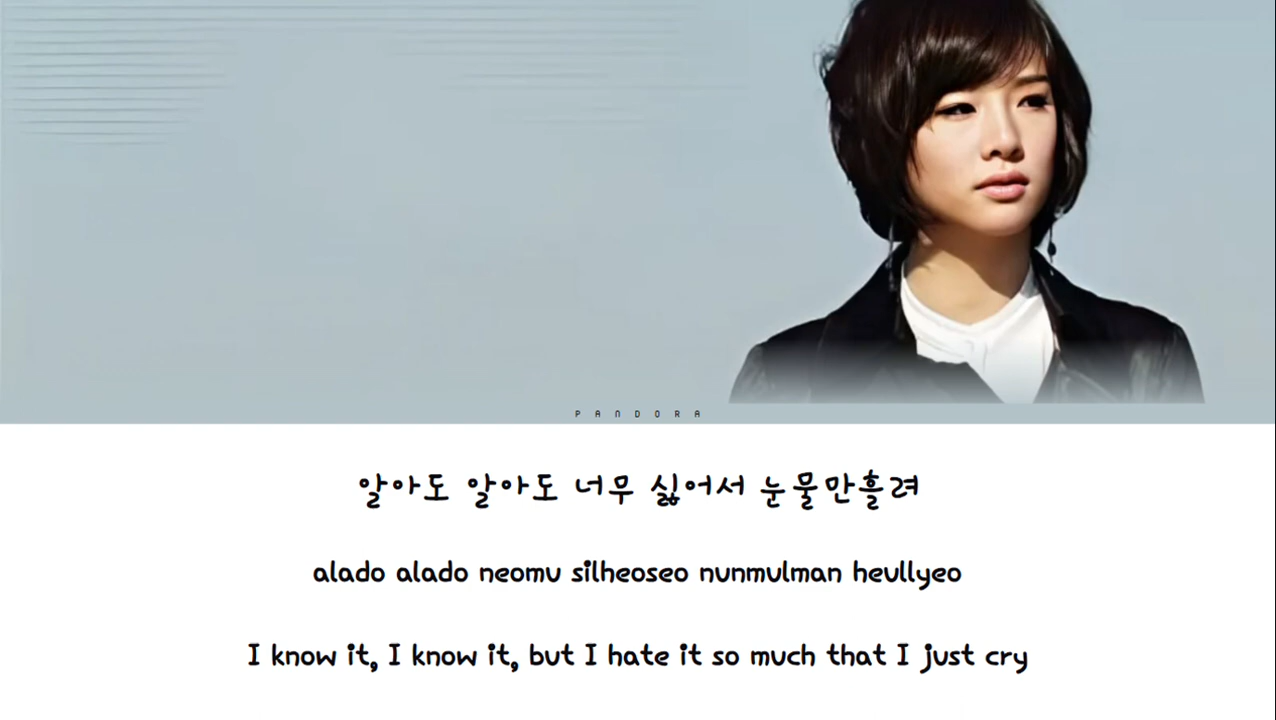 PANDORA
알아도 알아도 너무 싫어서 눈물만흘려
alado alado neomu silheoseo nunmulman heullyeo
I know it, I know it, but I hate it so much that I just cry